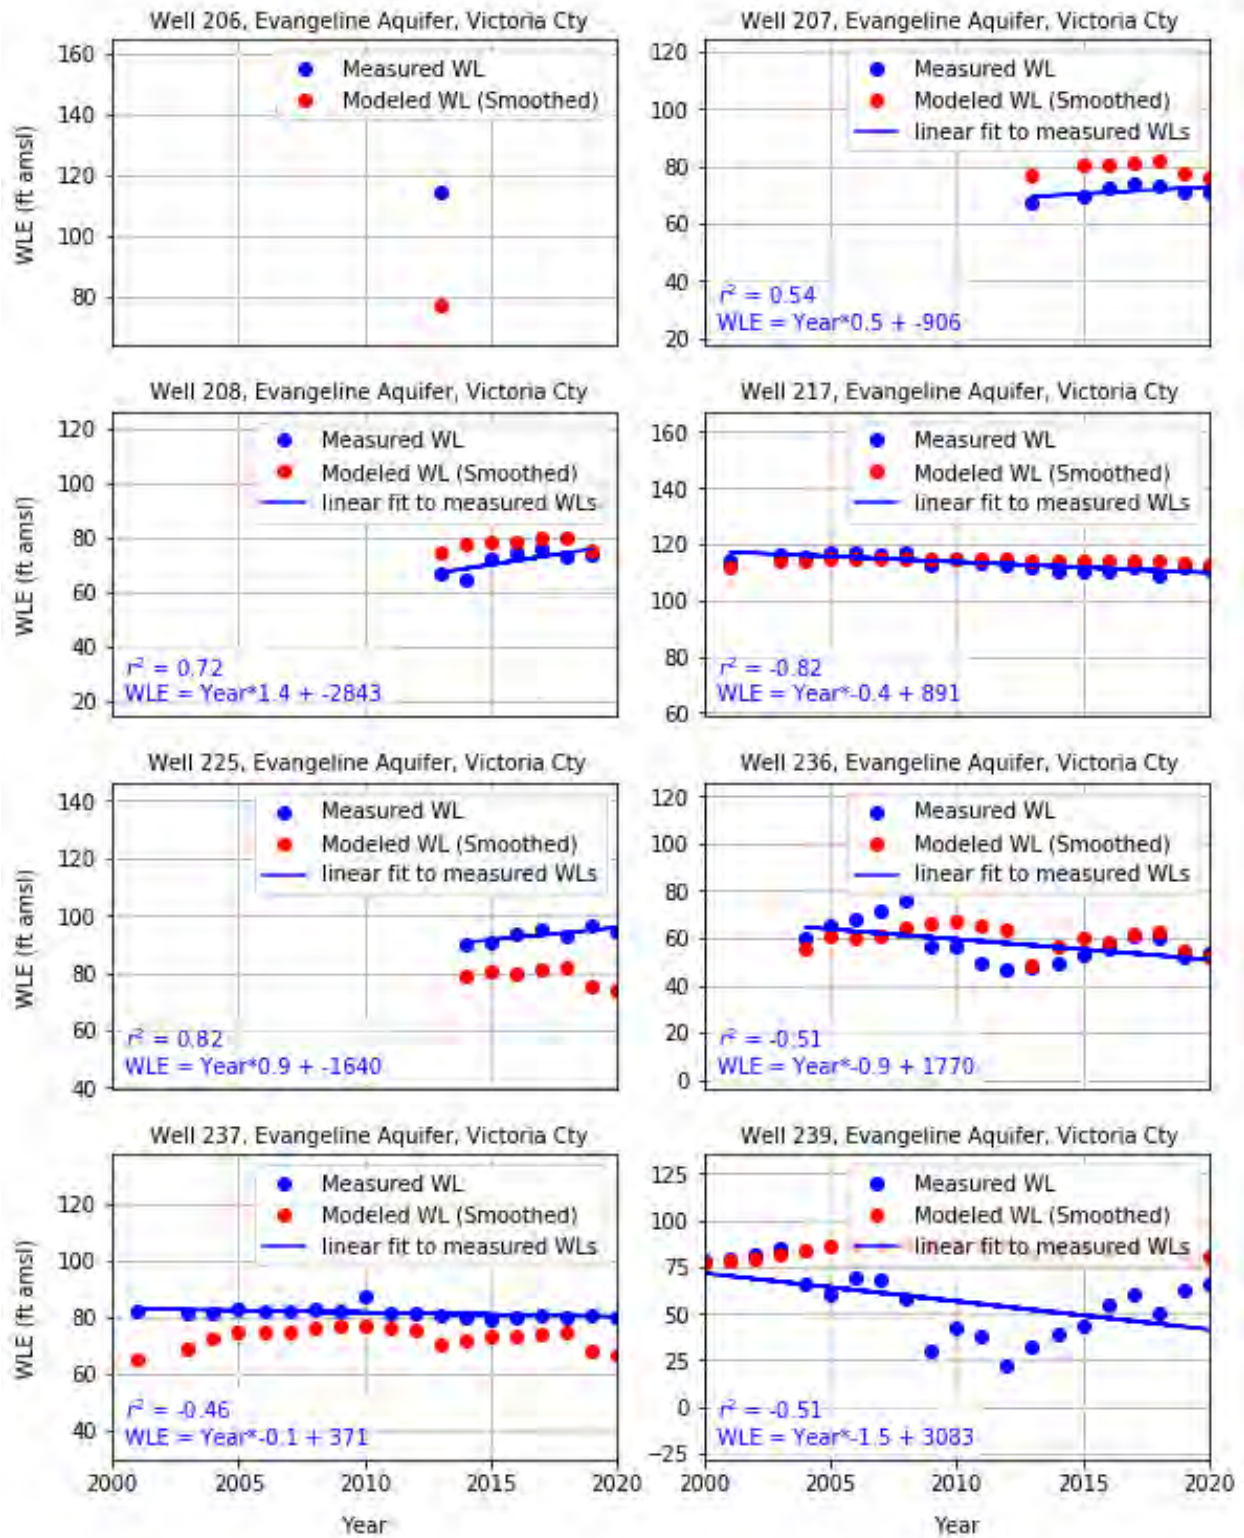 Well 206, Evangeline Aquifer, Victoria Cty
160
140
120
100
80
WLE (ft amsl)
Measured WL
Modeled WL (Smoothed)
Well 207, Evangeline Aquifer, Victoria Cty
120
100
80
60
40
20
Measured WL
Modeled WL (Smoothed)
linear fit to measured WLs
r² = 0.54
WLE = Year*0.5 + -906
Well 208, Evangeline Aquifer, Victoria Cty
120
100
80
60
40
20
WLE (ft amsl)
Measured WL
Modeled WL (Smoothed)
linear fit to measured WLs
r² = 0.72
WLE = Year*1.4 + -2843
Well 217, Evangeline Aquifer, Victoria Cty
160
140
120
100
80
60
Measured WL
Modeled WL (Smoothed)
linear fit to measured WLs
r² = -0.82
WLE = Year*-0.4 + 891
Well 225, Evangeline Aquifer, Victoria Cty
140
120
100
80
60
40
WLE (ft amsl)
Measured WL
Modeled WL (Smoothed)
linear fit to measured WLs
r² = 0.82
WLE = Year*0.9 + -1640
Well 236, Evangeline Aquifer, Victoria Cty
120
100
80
60
40
20
0
Measured WL
Modeled WL (Smoothed)
linear fit to measured WLs
r² = -0.51
WLE = Year*-0.9 + 1770
Well 237, Evangeline Aquifer, Victoria Cty
120
100
80
60
40
WLE (ft amsl)
Measured WL
Modeled WL (Smoothed)
linear fit to measured WLs
r² = -0.46
WLE = Year*-0.1 + 371
2000 2005 2010 2015 2020
Year
Well 239, Evangeline Aquifer, Victoria Cty
125
100
75
50
25
0
−25
Measured WL
Modeled WL (Smoothed)
linear fit to measured WLs
r² = -0.51
WLE = Year*-1.5 + 3083
2000 2005 2010 2015 2020
Year